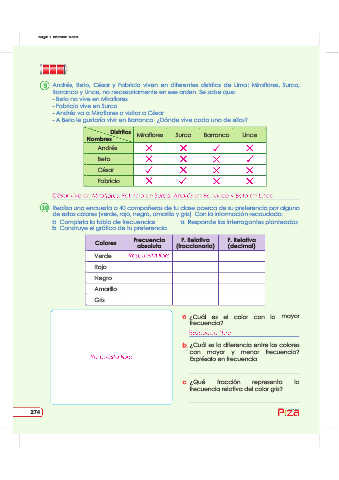 9 Andrés, Beto, César y Fabricio viven en diferentes distritos de Lima: Miraflores, Surco,
Barranco y Lince, no necesariamente en ese orden. Se sabe que:
- Beto no vive en Miraflores
- Fabricio vive en Surco
- Andrés va a Miraflores a visitar a César
- A Beto le gustaría vivir en Barranco. ¿Dónde vive cada uno de ellos?
Distritos
Nombres
Miraflores Surco Barranco Lince
Andrés ✗ ✗ ✓ ✗
Beto ✗ ✗ ✗ ✓
César ✓ ✗ ✗ ✗
Fabricio ✗ ✓ ✗ ✗
10 Realiza una encuesta a 40 compañeros de tu clase acerca de su preferencia por alguno
de estos colores (verde, rojo, negro, amarillo y gris). Con la información recaudada:
a Completa la tabla de frecuencias
a Responde las interrogantes planteadas
b Construye el gráfico de tu preferencia
Colores Frecuencia absoluta F. Relativa (fraccionario) F. Relativa (decimal)
Verde
Rojo
Negro
Amarillo
Gris
a ¿Cuál es el color con la mayor
frecuencia?
Respuesta libre
b ¿Cuál es la diferencia entre los colores
con mayor y menor frecuencia?
Exprésalo en frecuencia
Respuesta libre
c ¿Qué fracción representa la
frecuencia relativa del color gris?
274